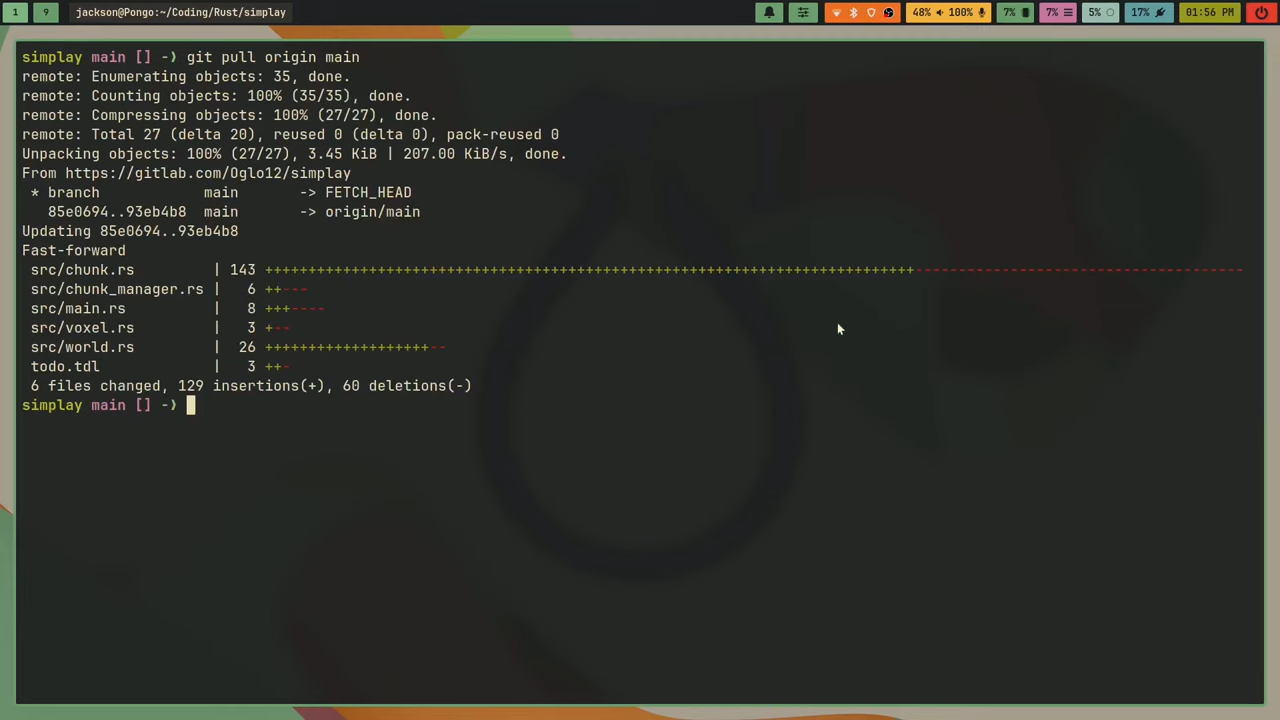 1 9 jackson@Pongo:~/Coding/Rust/simplay 48% 100% 7% 7% 5% 17% 01:56 PM
simplay main [] -❯ git pull origin main
remote: Enumerating objects: 35, done.
remote: Counting objects: 100% (35/35), done.
remote: Compressing objects: 100% (27/27), done.
remote: Total 27 (delta 20), reused 0 (delta 0), pack-reused 0
Unpacking objects: 100% (27/27), 3.45 KiB | 207.00 KiB/s, done.
From https://gitlab.com/Oglo12/simplay
 * branch            main       -> FETCH_HEAD
   85e0694..93eb4b8  main       -> origin/main
Updating 85e0694..93eb4b8
Fast-forward
 src/chunk.rs         | 143 +++++++++++++++++++++++++++++++++++++++++++++++++++++++++++++++++++++++++++--------------------------------------
 src/chunk_manager.rs |   6 ++---
 src/main.rs          |   8 +++----
 src/voxel.rs         |   3 +--
 src/world.rs         |  26 +++++++++++++++++++--
 todo.tdl             |   3 ++-
 6 files changed, 129 insertions(+), 60 deletions(-)
simplay main [] -❯